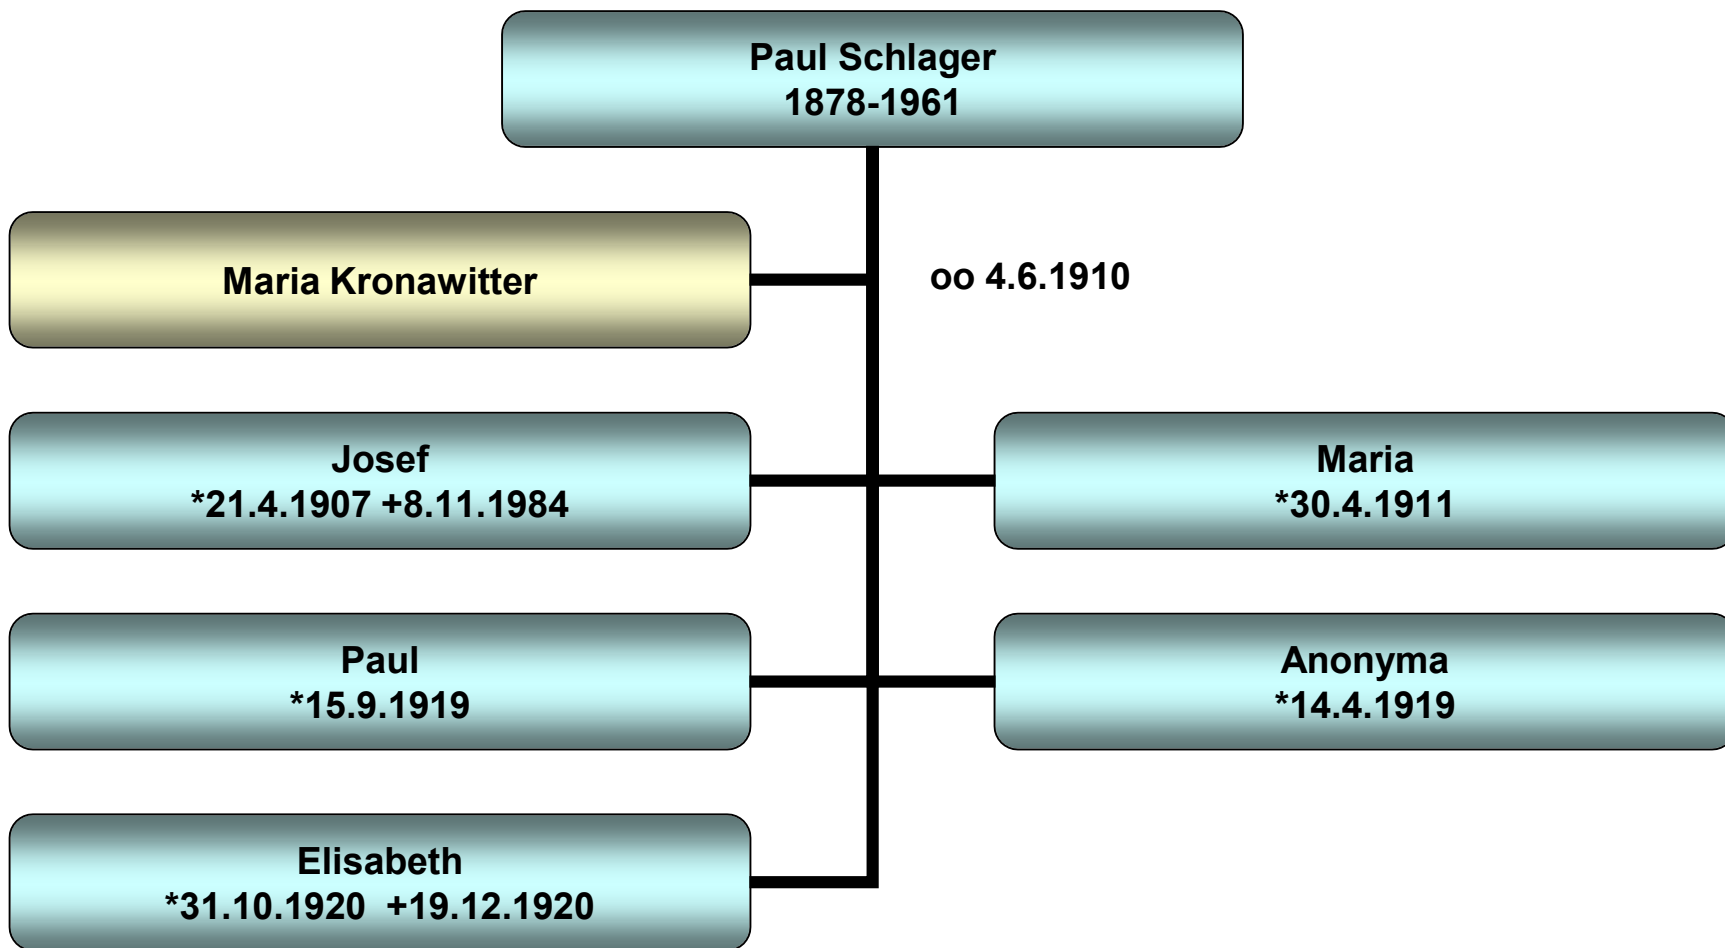 Paul Schlager
1878-1961
Maria Kronawitter
oo 4.6.1910
Josef
*21.4.1907 +8.11.1984
Maria
*30.4.1911
Paul
*15.9.1919
Anonyma
*14.4.1919
Elisabeth
*31.10.1920  +19.12.1920